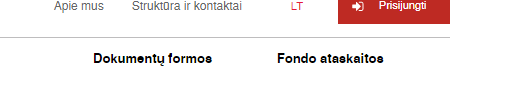 Apie mus Struktūra ir kontaktai LT Prisijungti
Dokumentų formos Fondo ataskaitos